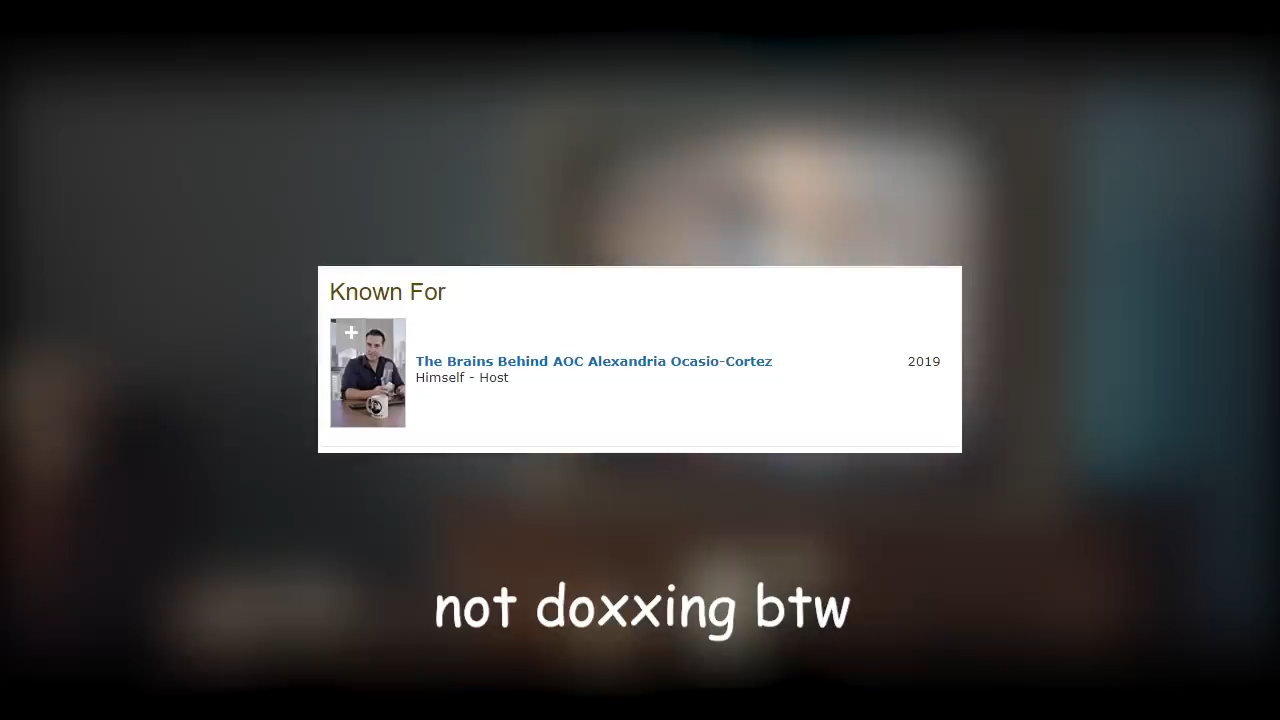 Known For
The Brains Behind AOC Alexandria Ocasio-Cortez 2019
Himself - Host
not doxxing btw